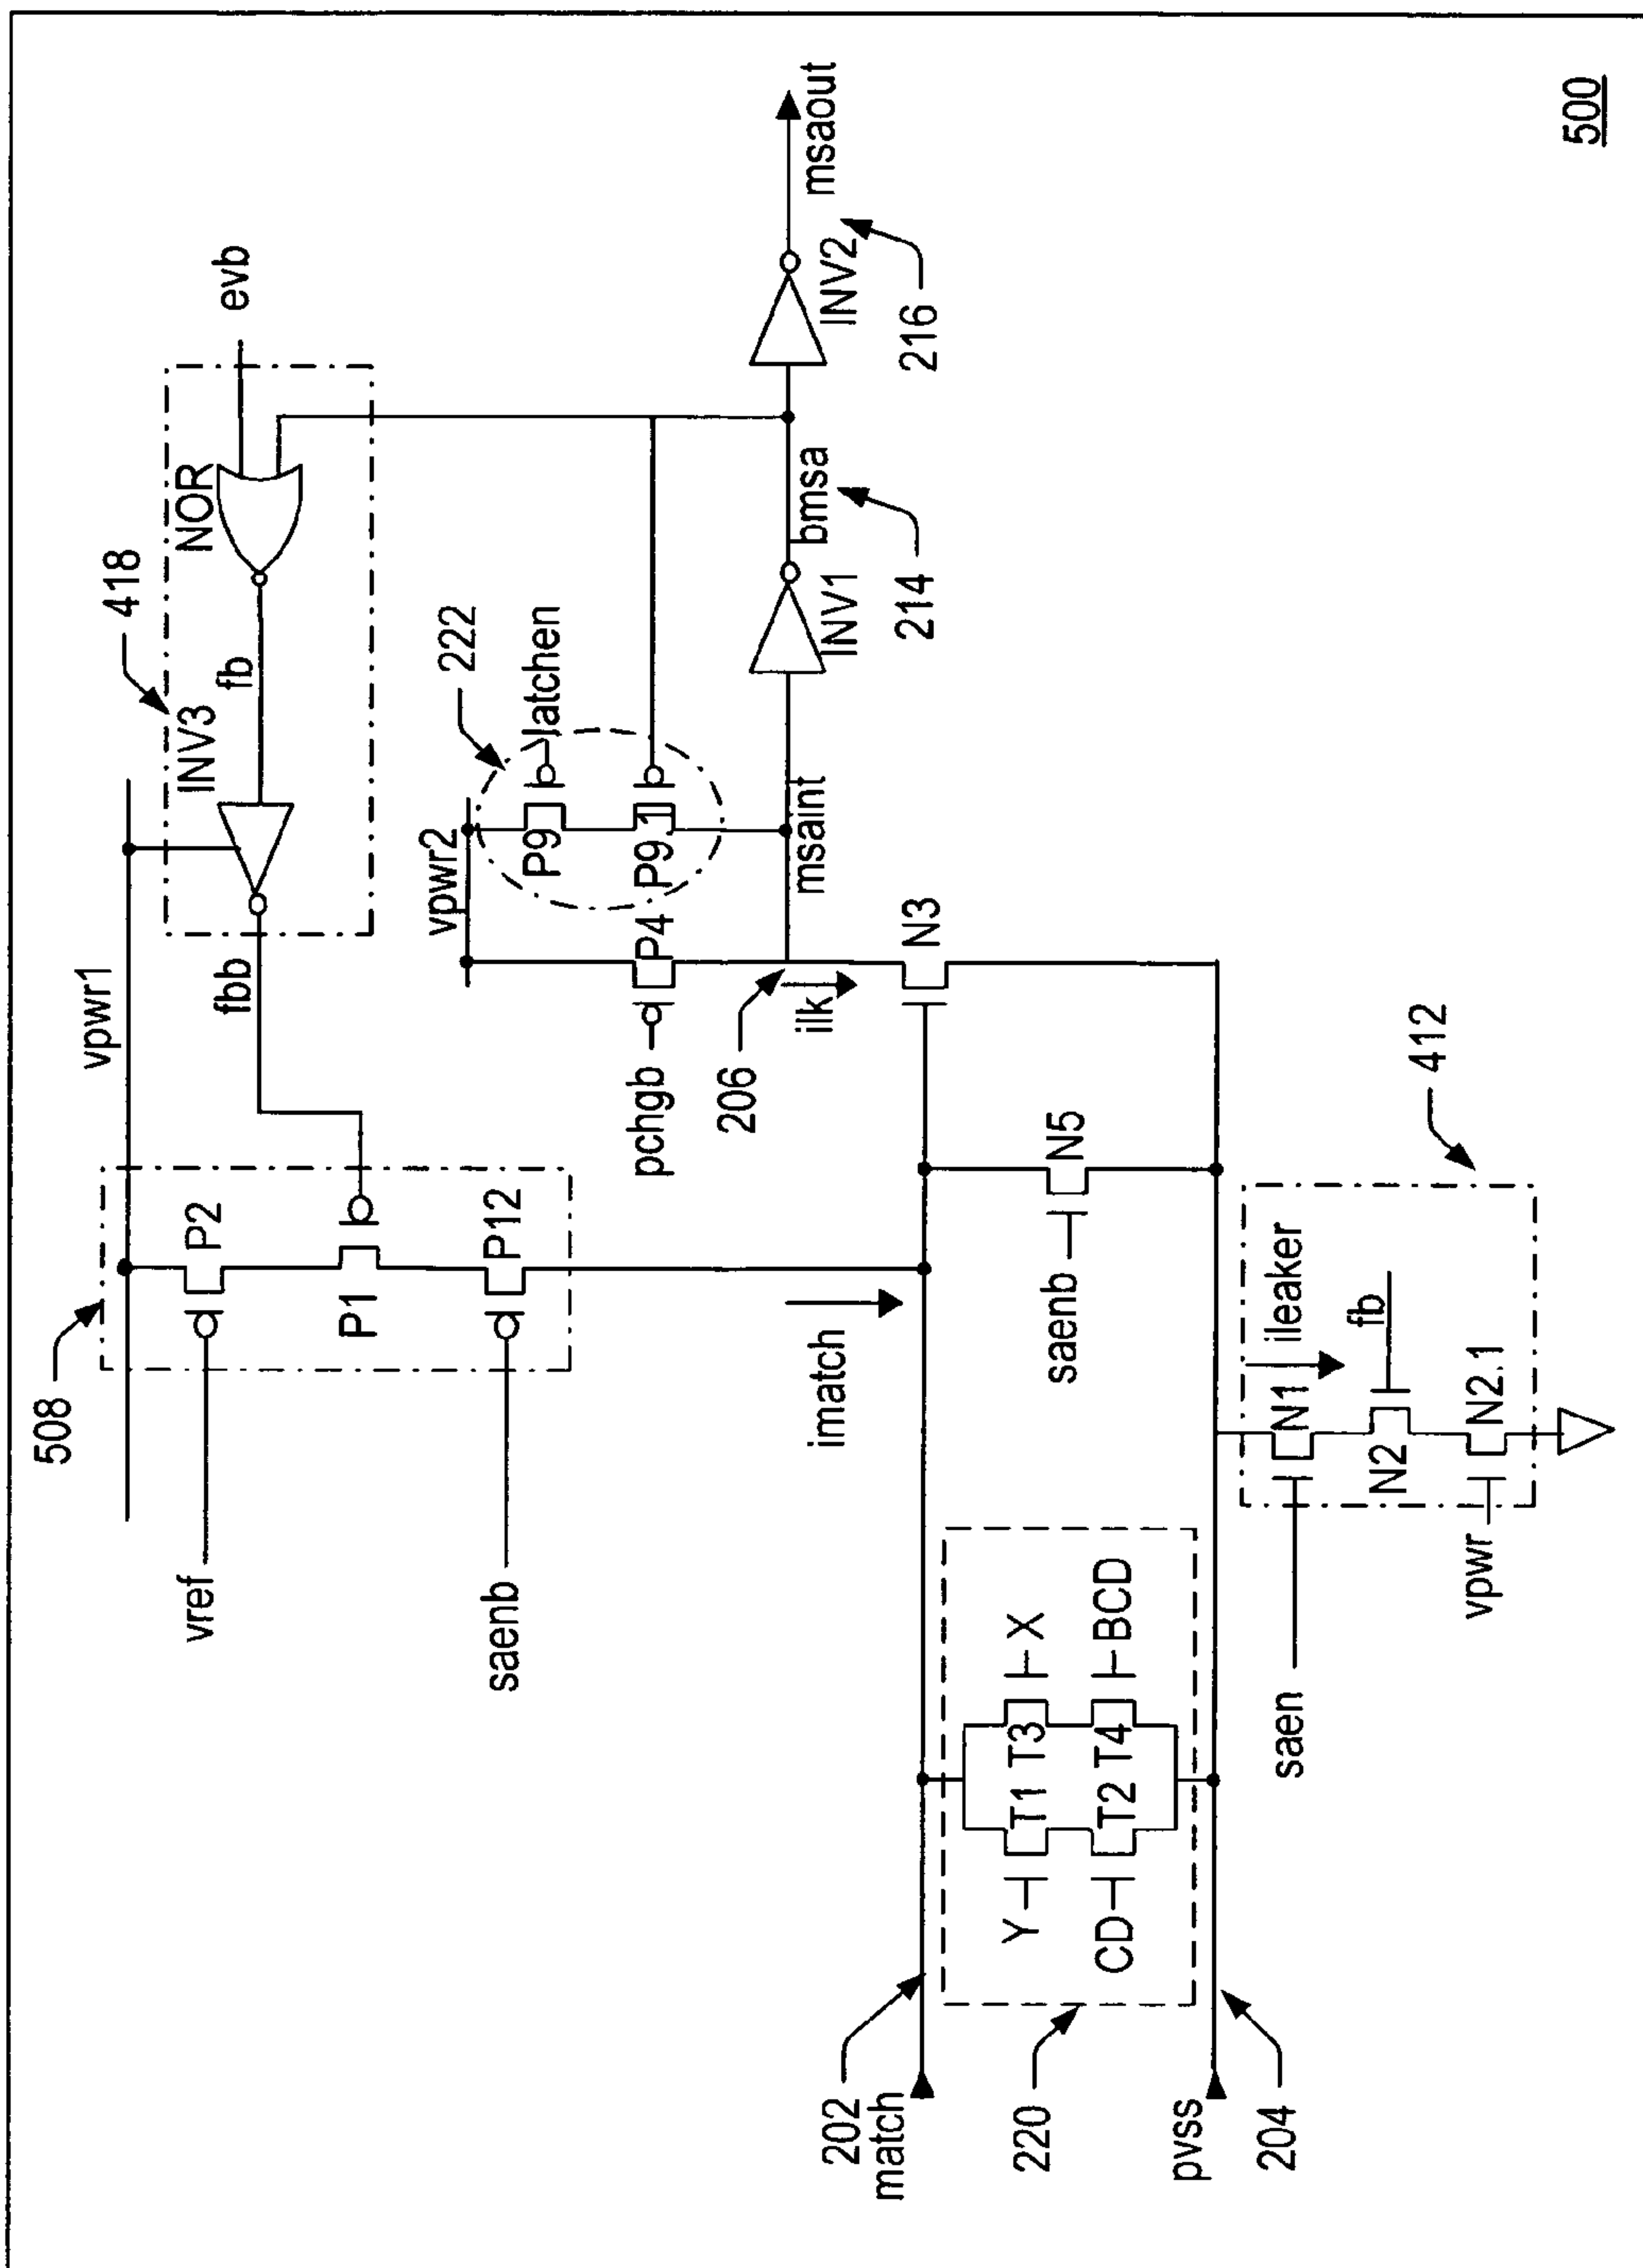 500
evb
418
NOR
fb
INV3
vpwr1
fbb
508
P2
P1
P12
vref
saenb
222
latchen
vpwr2
P9
P9.1
P4
pchgb
206
ilk
msaint
INV1
bmsa
214
INV2
216
msaout
N3
N5
saenb
imatch
202
match
220
Y
T1
T3
X
CD
T2
T4
BCD
pvss
204
412
ileaker
saen
N1
fb
N2
vpwr
N2.1